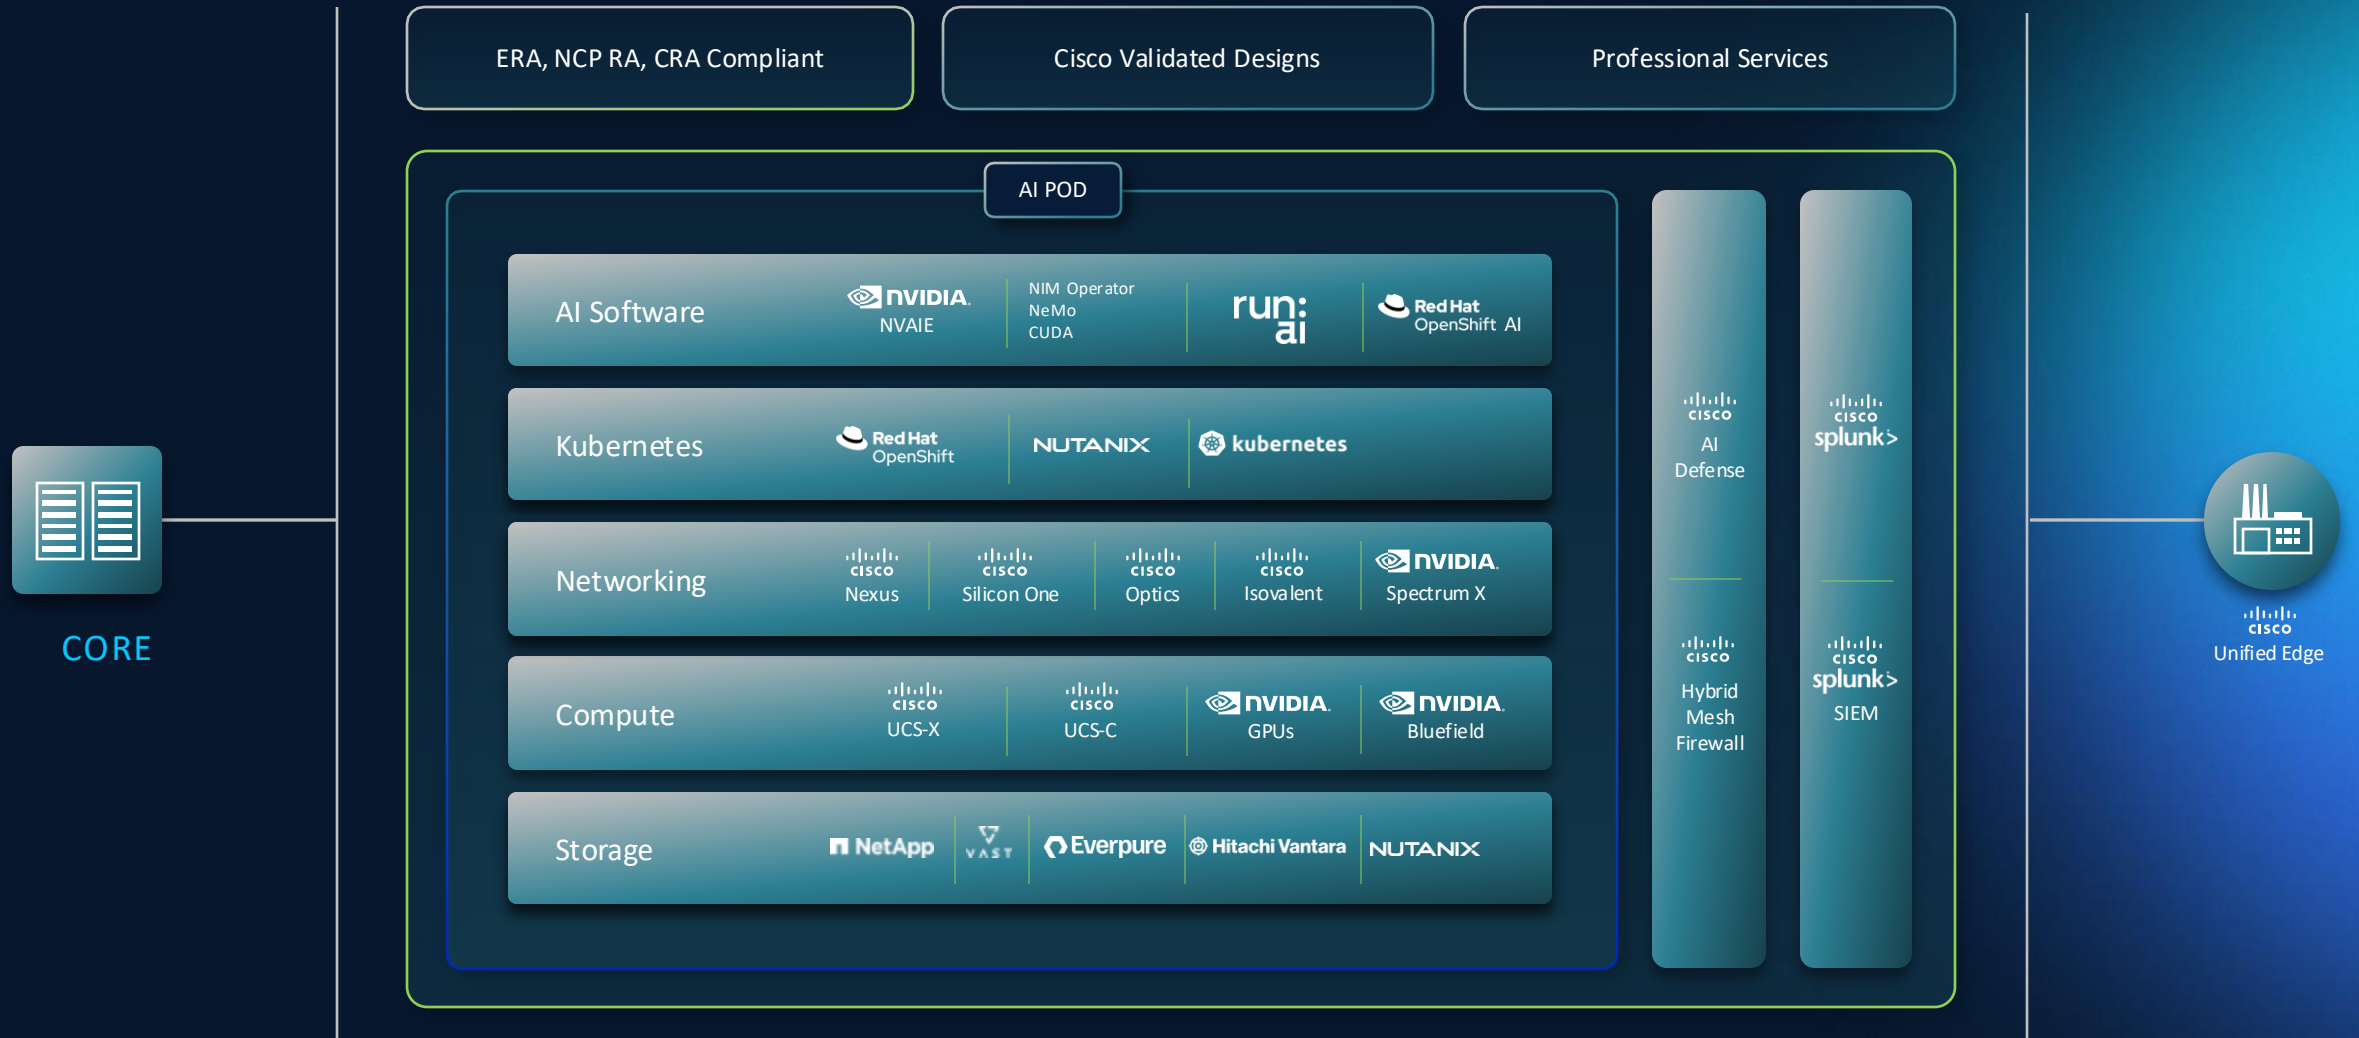 ERA, NCP RA, CRA Compliant
Cisco Validated Designs
Professional Services
AI POD
AI Software
NVIDIA.
NVAIE
NIM Operator
NeMo
CUDA
run:
ai
Red Hat
OpenShift AI
Kubernetes
Red Hat
OpenShift
NUTANIX
kubernetes
Networking
CISCO
Nexus
CISCO
Silicon One
CISCO
Optics
CISCO
Isovalent
NVIDIA.
Spectrum X
Compute
CISCO
UCS-X
CISCO
UCS-C
NVIDIA.
GPUs
NVIDIA.
Bluefield
Storage
NetApp
VAST
Everpure
Hitachi Vantara
NUTANIX
CISCO
AI
Defense
CISCO
Hybrid
Mesh
Firewall
CISCO
splunk>
CISCO
splunk>
SIEM
CORE
CISCO
Unified Edge